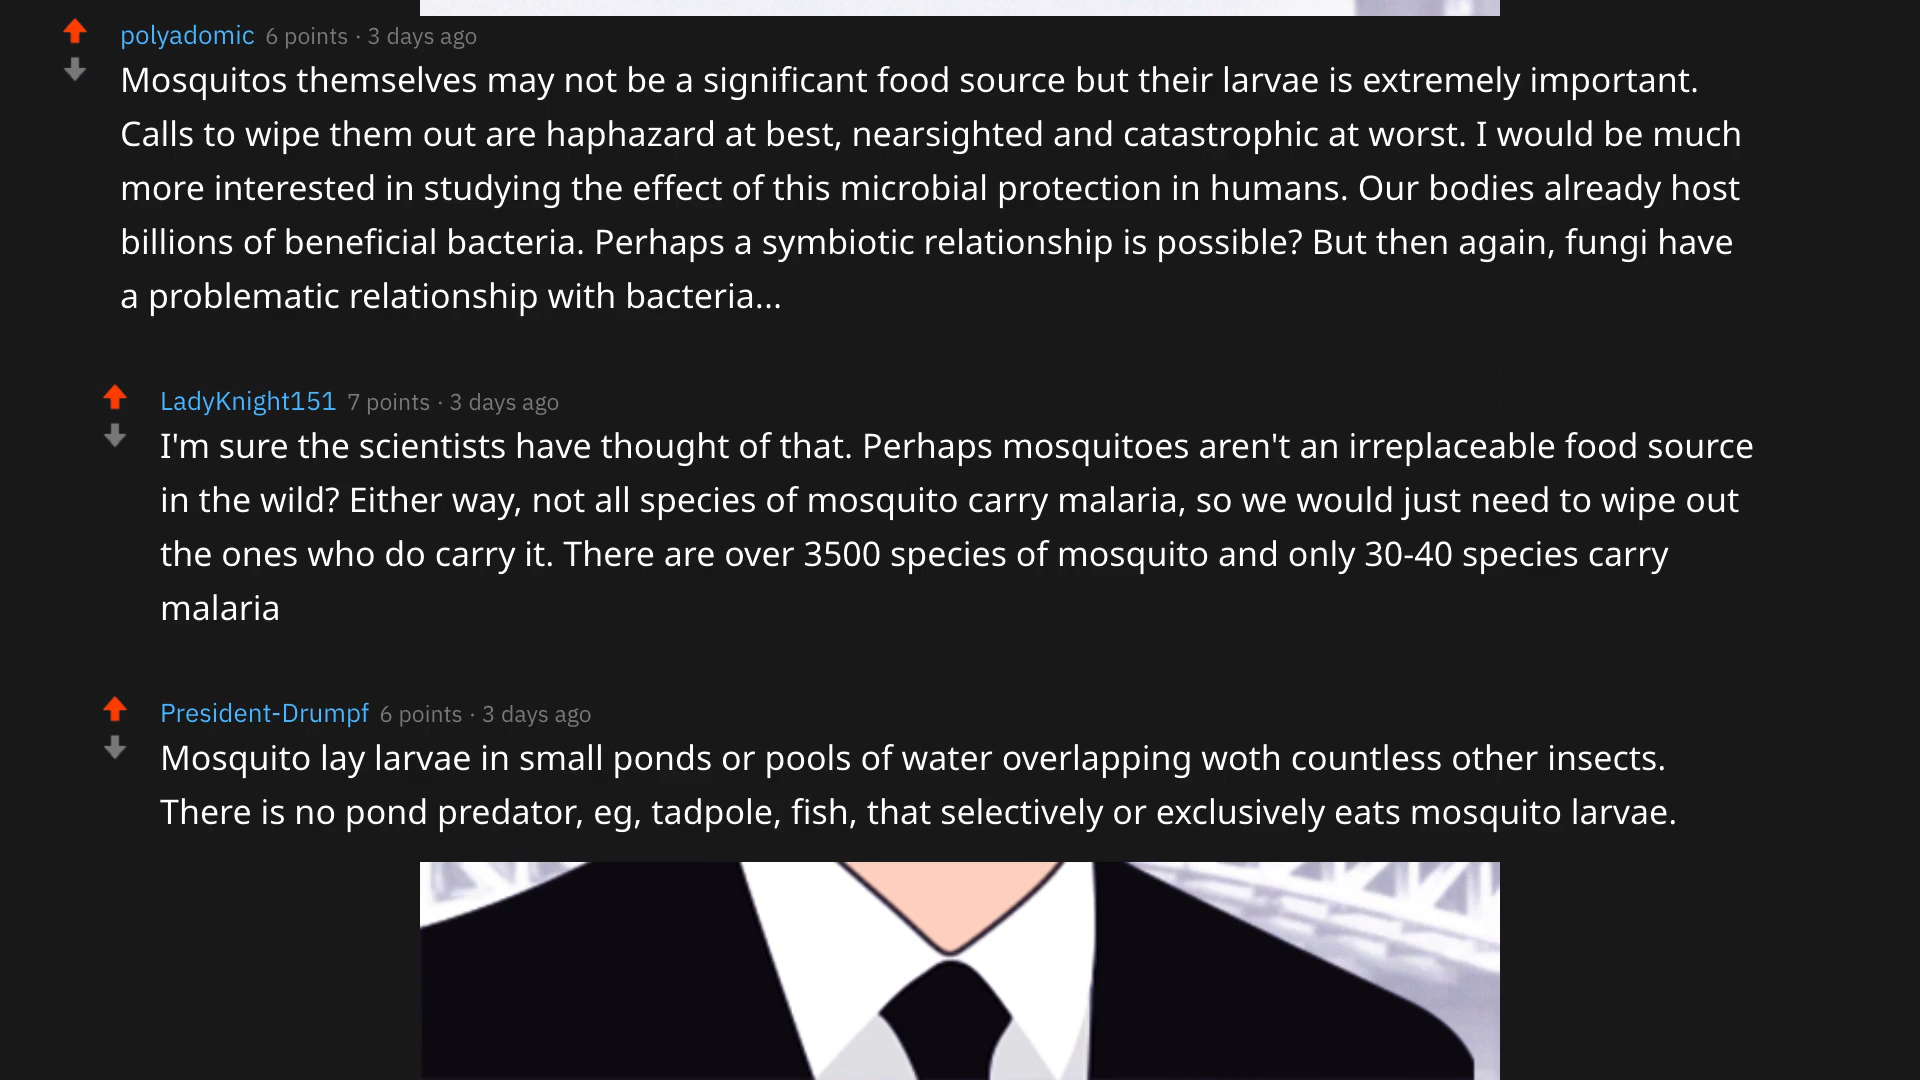 polyadomic 6 points · 3 days ago
Mosquitos themselves may not be a significant food source but their larvae is extremely important.
Calls to wipe them out are haphazard at best, nearsighted and catastrophic at worst. I would be much
more interested in studying the effect of this microbial protection in humans. Our bodies already host
billions of beneficial bacteria. Perhaps a symbiotic relationship is possible? But then again, fungi have
a problematic relationship with bacteria...
LadyKnight151 7 points · 3 days ago
I'm sure the scientists have thought of that. Perhaps mosquitoes aren't an irreplaceable food source
in the wild? Either way, not all species of mosquito carry malaria, so we would just need to wipe out
the ones who do carry it. There are over 3500 species of mosquito and only 30-40 species carry
malaria
President-Drumpf 6 points · 3 days ago
Mosquito lay larvae in small ponds or pools of water overlapping woth countless other insects.
There is no pond predator, eg, tadpole, fish, that selectively or exclusively eats mosquito larvae.